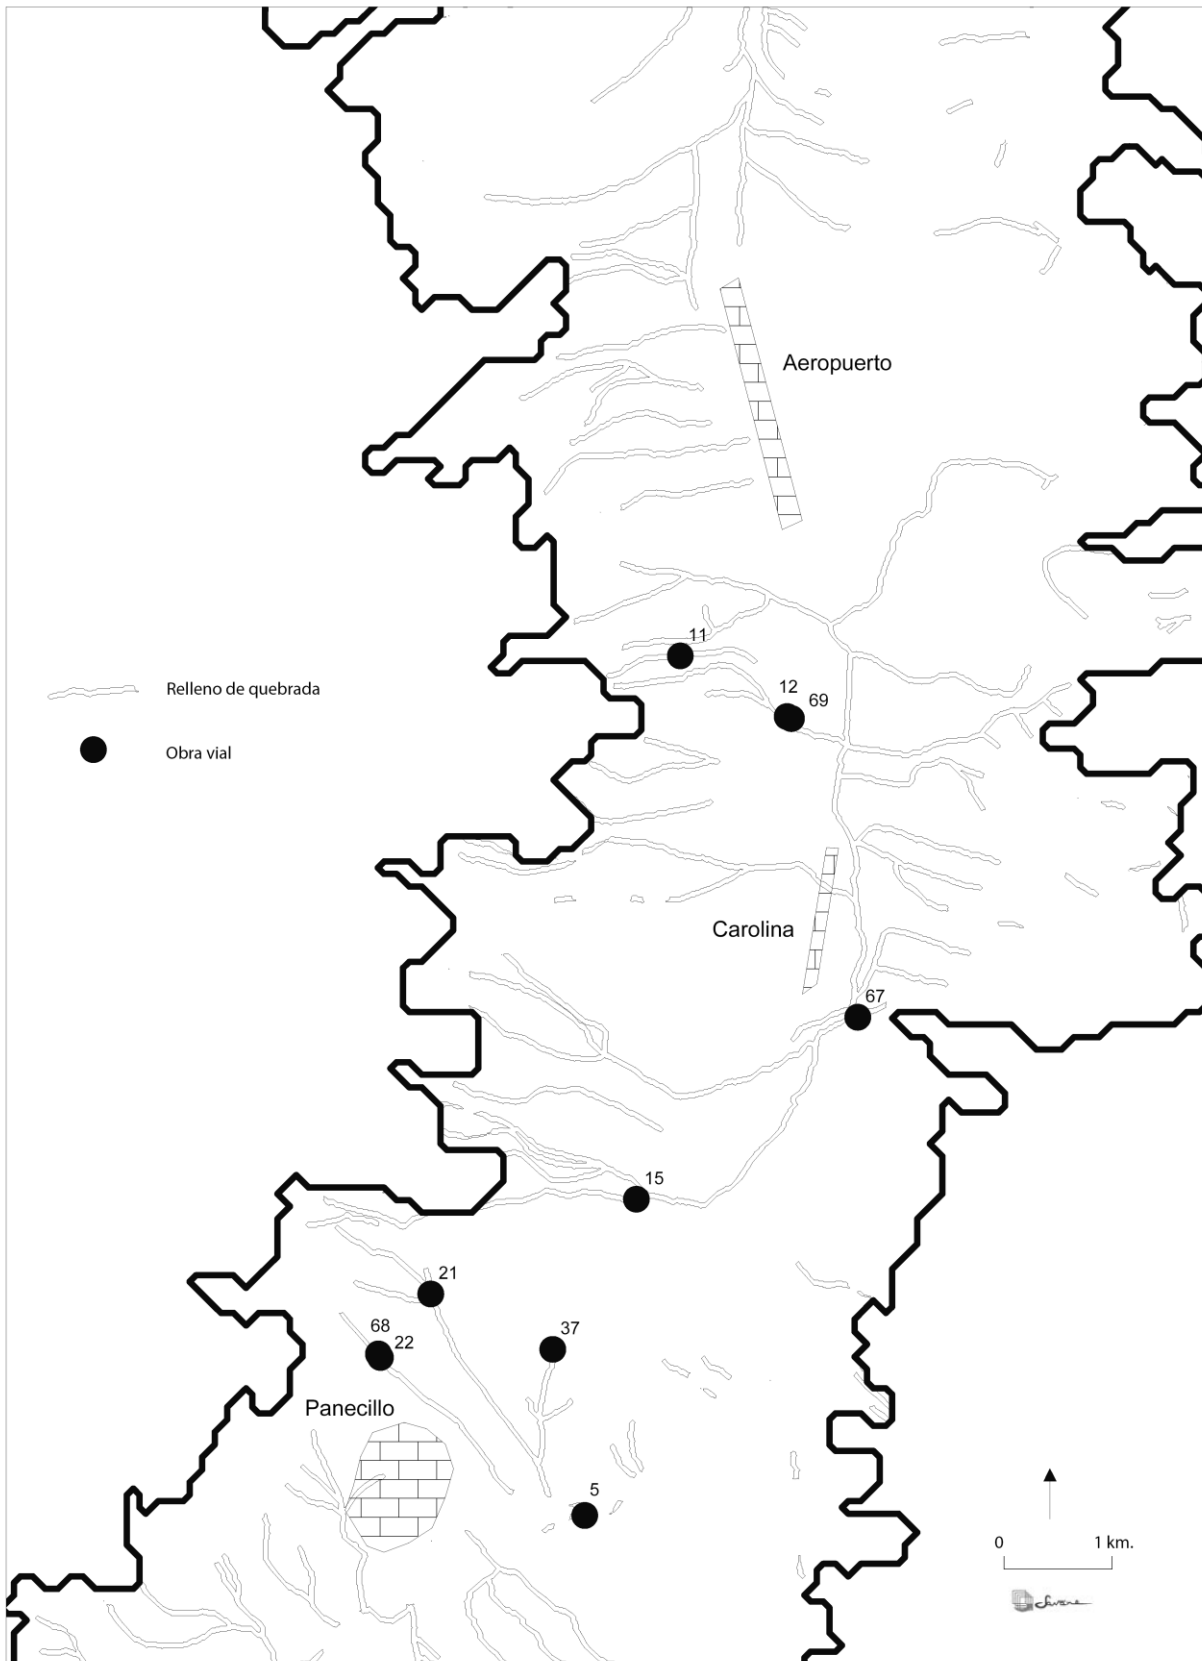 Aeropuerto
11
12
69
Relleno de quebrada
Obra vial
Carolina
67
15
21
68
22
37
Panecillo
5
0 1 km.
Savane